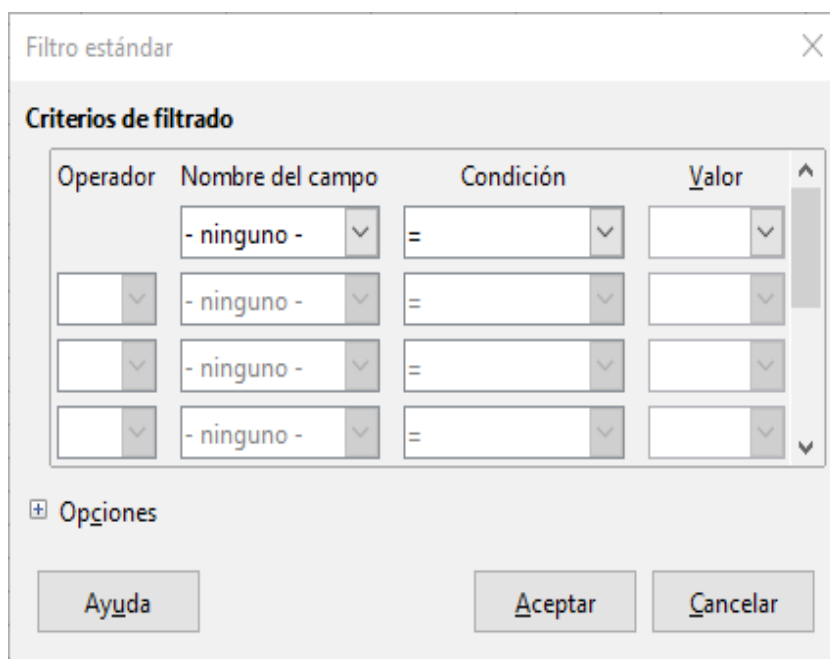 Filtro estándar
Criterios de filtrado
Operador Nombre del campo Condición Valor
- ninguno - =
- ninguno - =
- ninguno - =
- ninguno - =
Opciones
Ayuda Aceptar Cancelar